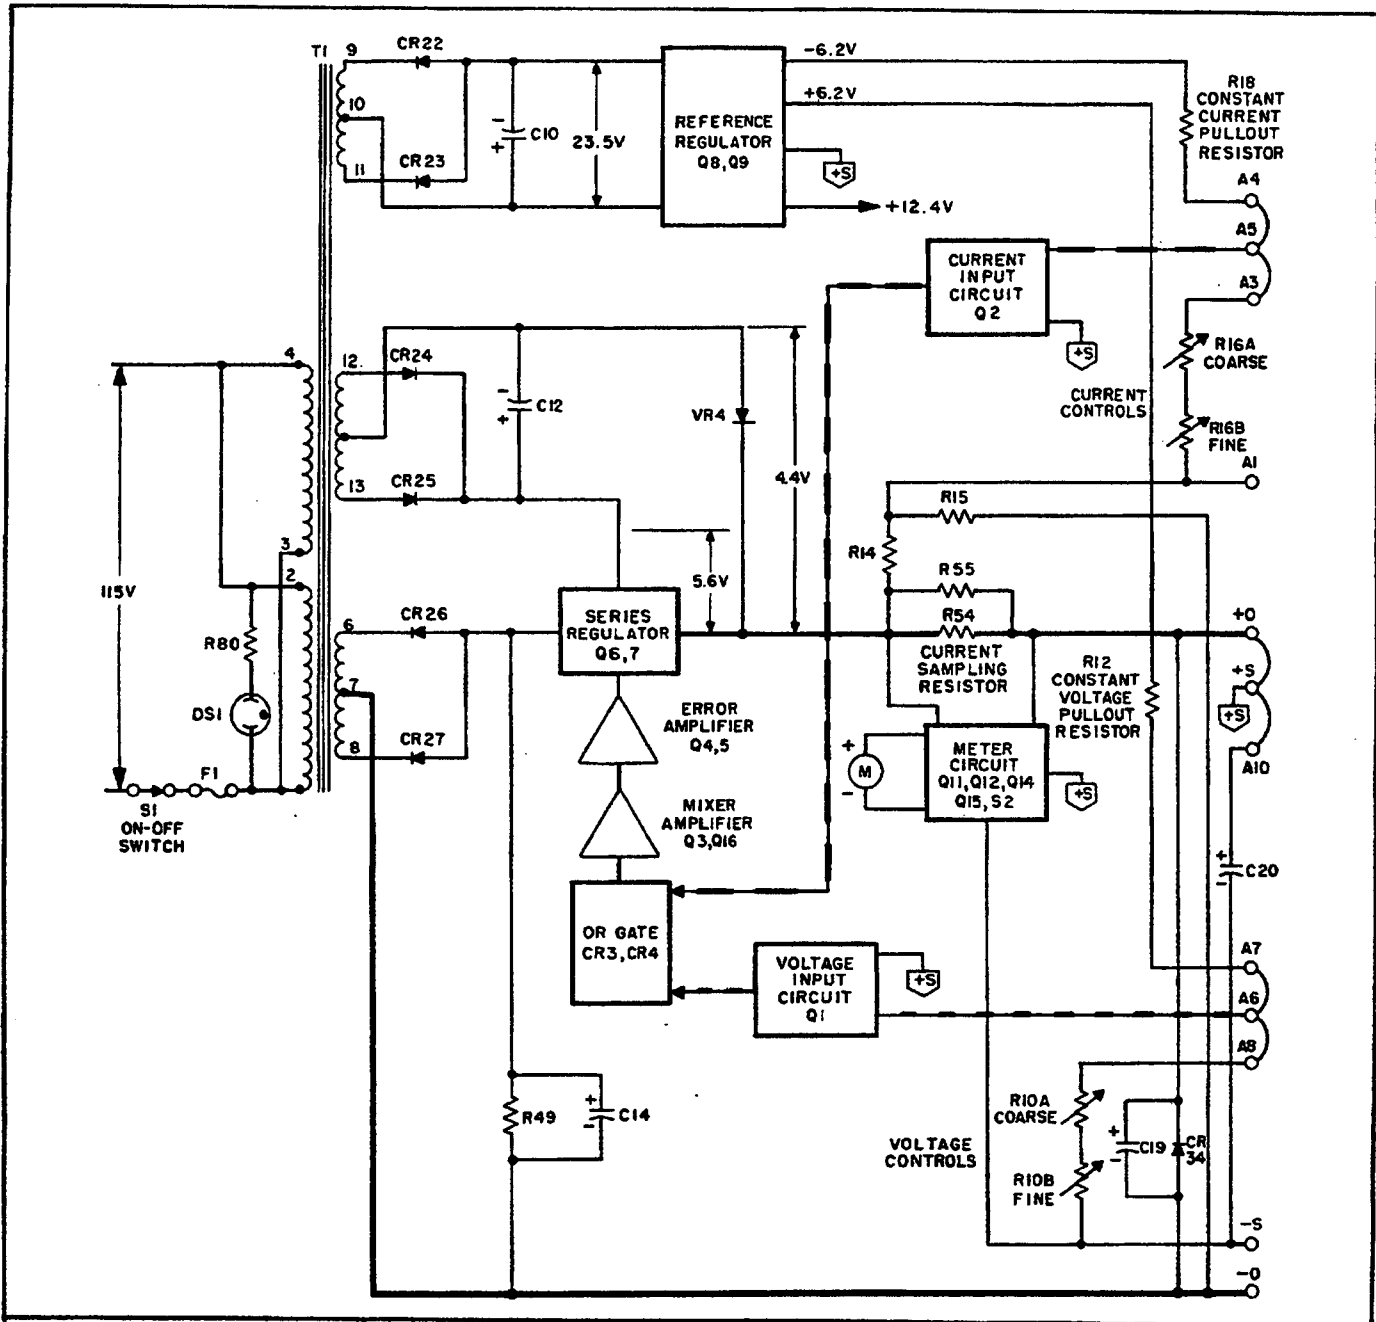 T1
9
CR22
10
11
CR23
-
+
C10
23.5V
REFERENCE
REGULATOR
Q8,Q9
-6.2V
+6.2V
+S
+12.4V
R18
CONSTANT
CURRENT
PULLOUT
RESISTOR
A4
A5
A3
CURRENT
INPUT
CIRCUIT
Q2
+S
R16A
COARSE
CURRENT
CONTROLS
R16B
FINE
A1
4
12
CR24
-
+
C12
VR4
4.4V
13
CR25
3
2
115V
R80
DS1
S1
ON-OFF
SWITCH
F1
6
CR26
7
8
CR27
5.6V
SERIES
REGULATOR
Q6,7
R15
R14
R55
R54
CURRENT
SAMPLING
RESISTOR
R12
CONSTANT
VOLTAGE
PULLOUT
RESISTOR
+O
+S
+S
A10
ERROR
AMPLIFIER
Q4,5
+
M
-
METER
CIRCUIT
Q11,Q12,Q14
Q15,S2
+S
MIXER
AMPLIFIER
Q3,Q16
+
-
C20
OR GATE
CR3,CR4
VOLTAGE
INPUT
CIRCUIT
Q1
+S
A7
A6
A8
R49
+
-
C14
R10A
COARSE
VOLTAGE
CONTROLS
R10B
FINE
+
-
C19
CR
34
-S
-O